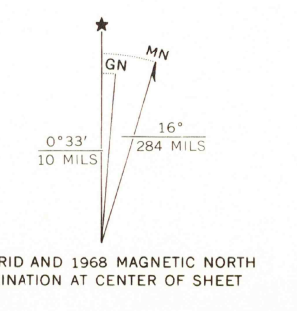 MN
GN
0°33′ 16°
10 MILS 284 MILS
RID AND 1968 MAGNETIC NORTH
INATION AT CENTER OF SHEET